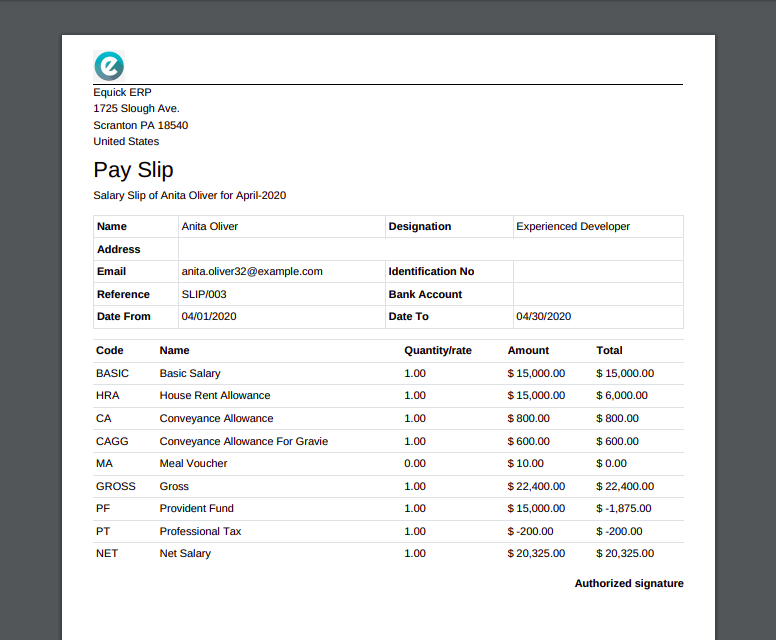 Equick ERP
1725 Slough Ave.
Scranton PA 18540
United States
Pay Slip
Salary Slip of Anita Oliver for April-2020
Name Anita Oliver Designation Experienced Developer
Address
Email anita.oliver32@example.com Identification No
Reference SLIP/003 Bank Account
Date From 04/01/2020 Date To 04/30/2020
Code Name Quantity/rate Amount Total
BASIC Basic Salary 1.00 $ 15,000.00 $ 15,000.00
HRA House Rent Allowance 1.00 $ 15,000.00 $ 6,000.00
CA Conveyance Allowance 1.00 $ 800.00 $ 800.00
CAGG Conveyance Allowance For Gravie 1.00 $ 600.00 $ 600.00
MA Meal Voucher 0.00 $ 10.00 $ 0.00
GROSS Gross 1.00 $ 22,400.00 $ 22,400.00
PF Provident Fund 1.00 $ 15,000.00 $ -1,875.00
PT Professional Tax 1.00 $ -200.00 $ -200.00
NET Net Salary 1.00 $ 20,325.00 $ 20,325.00
Authorized signature